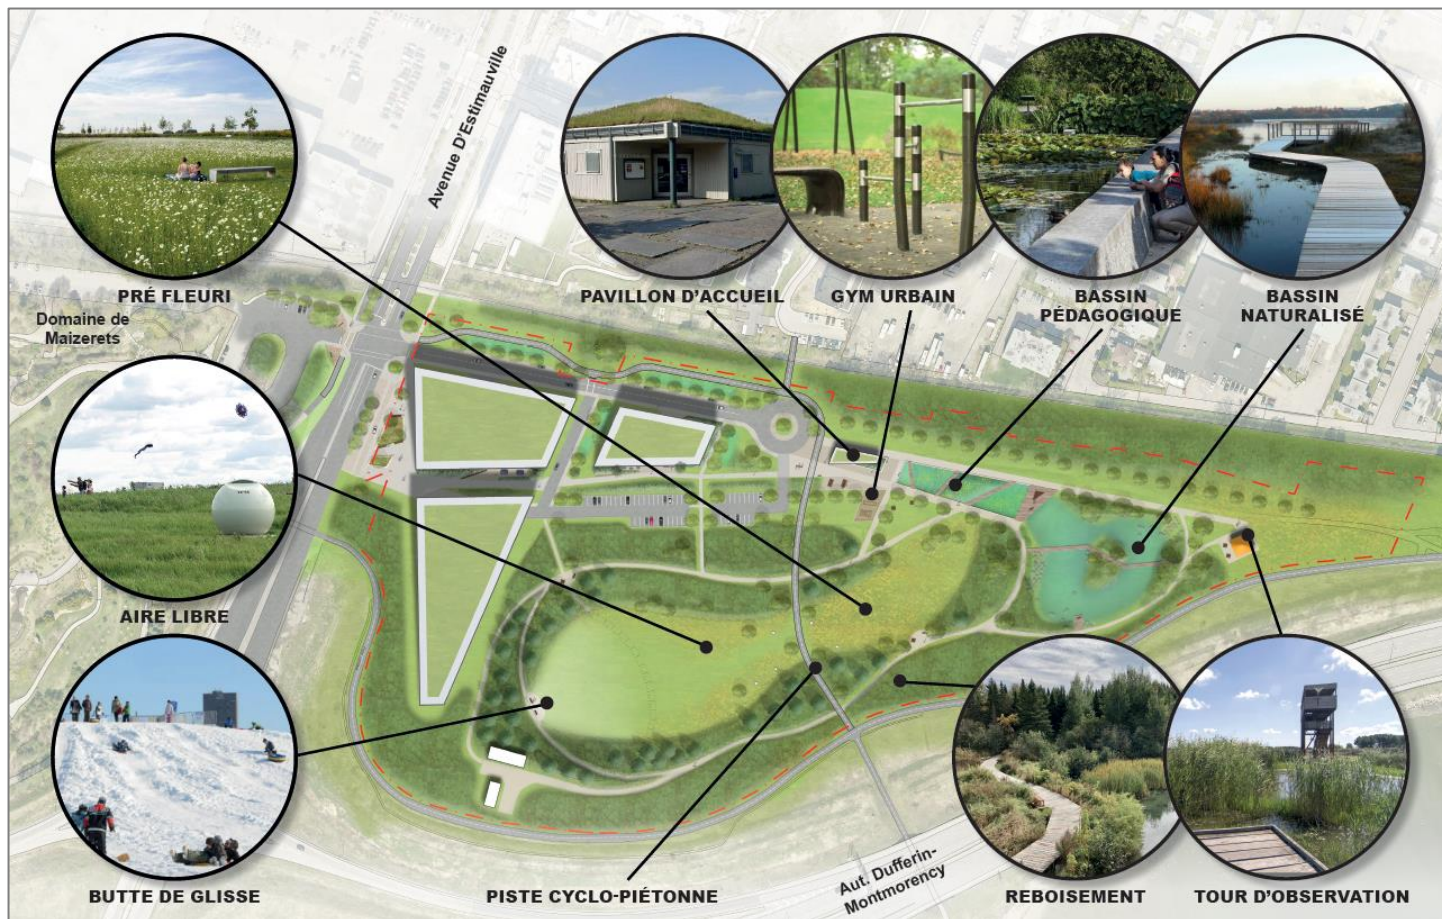 Avenue D'Estimauville
PRÉ FLEURI
PAVILLON D'ACCUEIL
GYM URBAIN
BASSIN
PÉDAGOGIQUE
BASSIN
NATURALISÉ
Domaine de
Maizerets
AIRE LIBRE
BUTTE DE GLISSE
PISTE CYCLO-PIÉTONNE
Aut. Dufferin-
Montmorency
REBOISEMENT
TOUR D'OBSERVATION